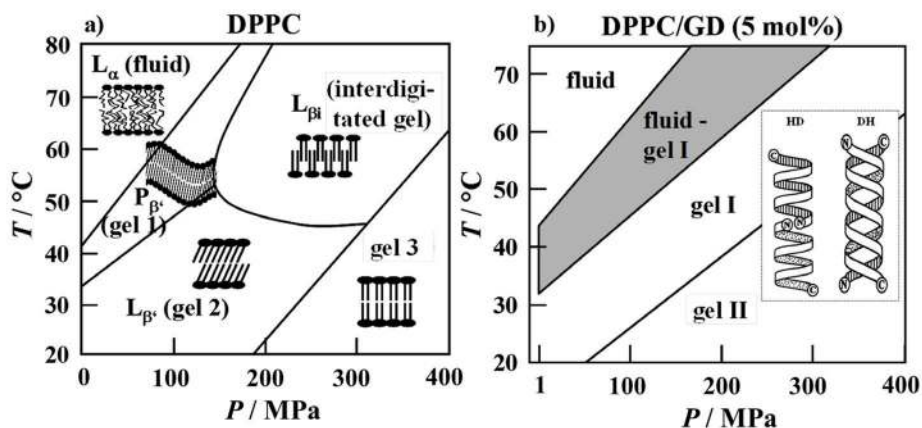 a)
DPPC
T / °C
80
70
60
50
40
30
20
0
100
200
300
400
P / MPa
Lα (fluid)
Lβi (interdigi-
tated gel)
Pβ‘
(gel 1)
Lβ‘ (gel 2)
gel 3
b)
DPPC/GD (5 mol%)
T / °C
70
60
50
40
30
20
1
100
200
300
400
P / MPa
fluid
fluid -
gel I
gel I
gel II
HD
DH
C
N
N
C
N
C
N
C